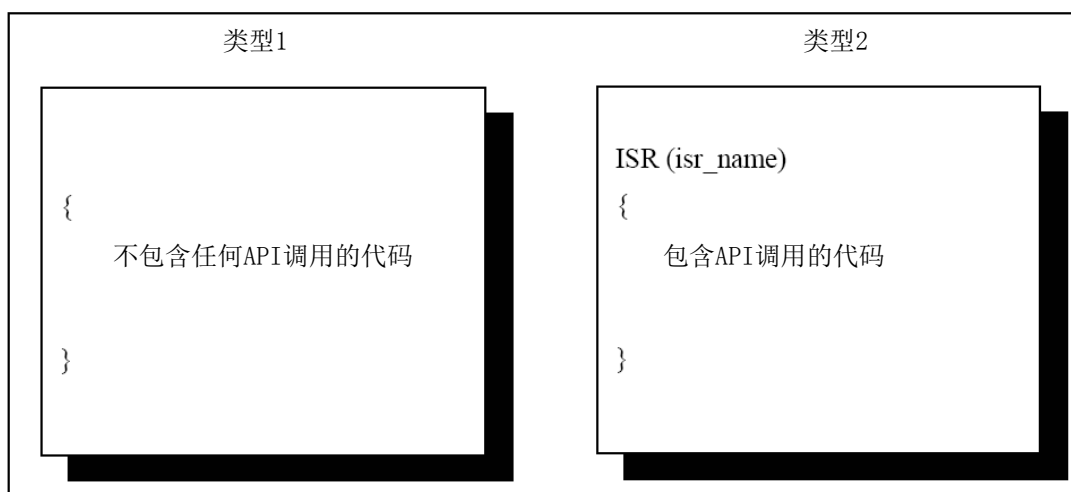 类型1
{
不包含任何API调用的代码
}
类型2
ISR (isr_name)
{
包含API调用的代码
}